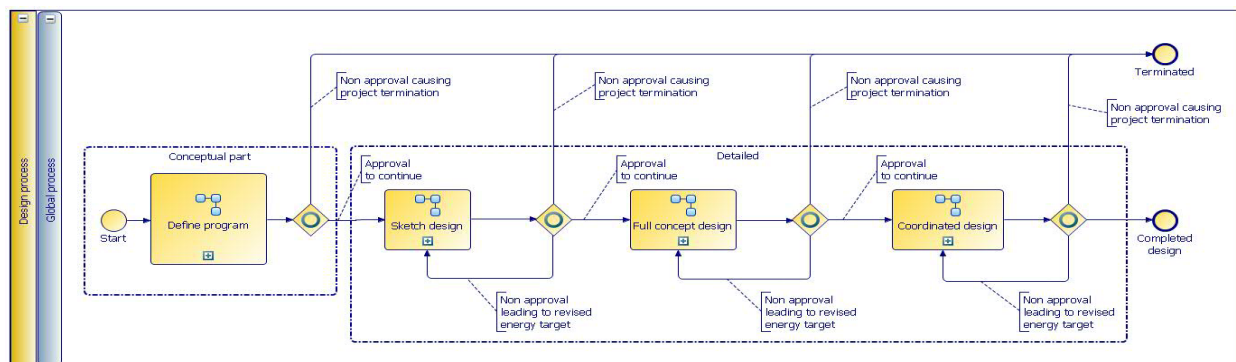 Design process
Global process
Terminated
Non approval causing
project termination
Non approval causing
project termination
Non approval causing
project termination
Non approval causing
project termination
Conceptual part
Detailed
Approval
to continue
Approval
to continue
Approval
to continue
Start
Define program
Sketch design
Full concept design
Coordinated design
Completed
design
Non approval
leading to revised
energy target
Non approval
leading to revised
energy target
Non approval
leading to revised
energy target